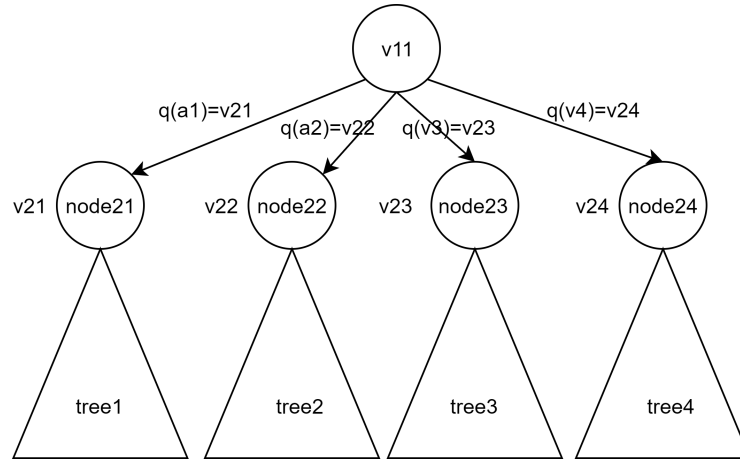 v11
q(a1)=v21
q(a2)=v22
q(v3)=v23
q(v4)=v24
v21
node21
v22
node22
v23
node23
v24
node24
tree1
tree2
tree3
tree4